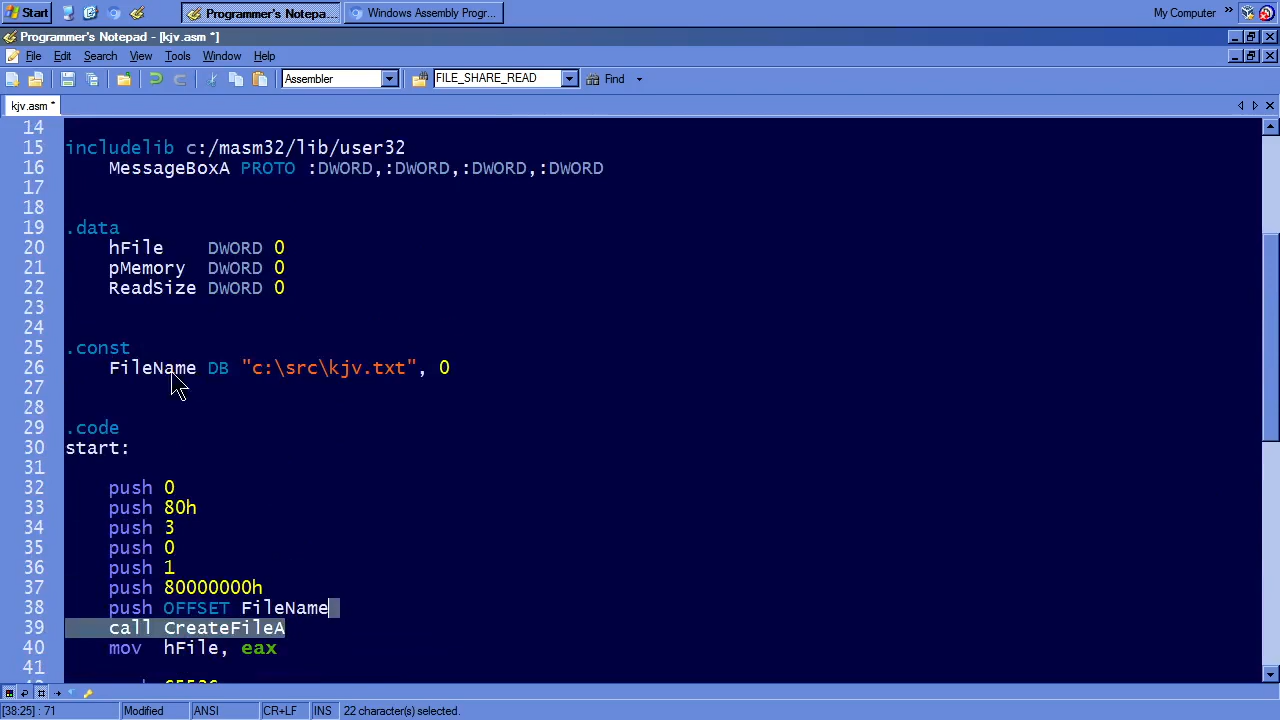 Start
Programmer's Notepa...
Windows Assembly Progr...
My Computer
Programmer's Notepad - [kjv.asm *]
File Edit Search View Tools Window Help
Assembler
FILE_SHARE_READ
Find
kjv.asm *
14
15 includelib c:/masm32/lib/user32
16 MessageBoxA PROTO :DWORD,:DWORD,:DWORD,:DWORD
17
18
19 .data
20 hFile DWORD 0
21 pMemory DWORD 0
22 ReadSize DWORD 0
23
24
25 .const
26 FileName DB "c:\src\kjv.txt", 0
27
28
29 .code
30 start:
31
32 push 0
33 push 80h
34 push 3
35 push 0
36 push 1
37 push 80000000h
38 push OFFSET FileName
39 call CreateFileA
40 mov hFile, eax
41
[38:25] : 71 Modified ANSI CR+LF INS 22 character(s) selected.